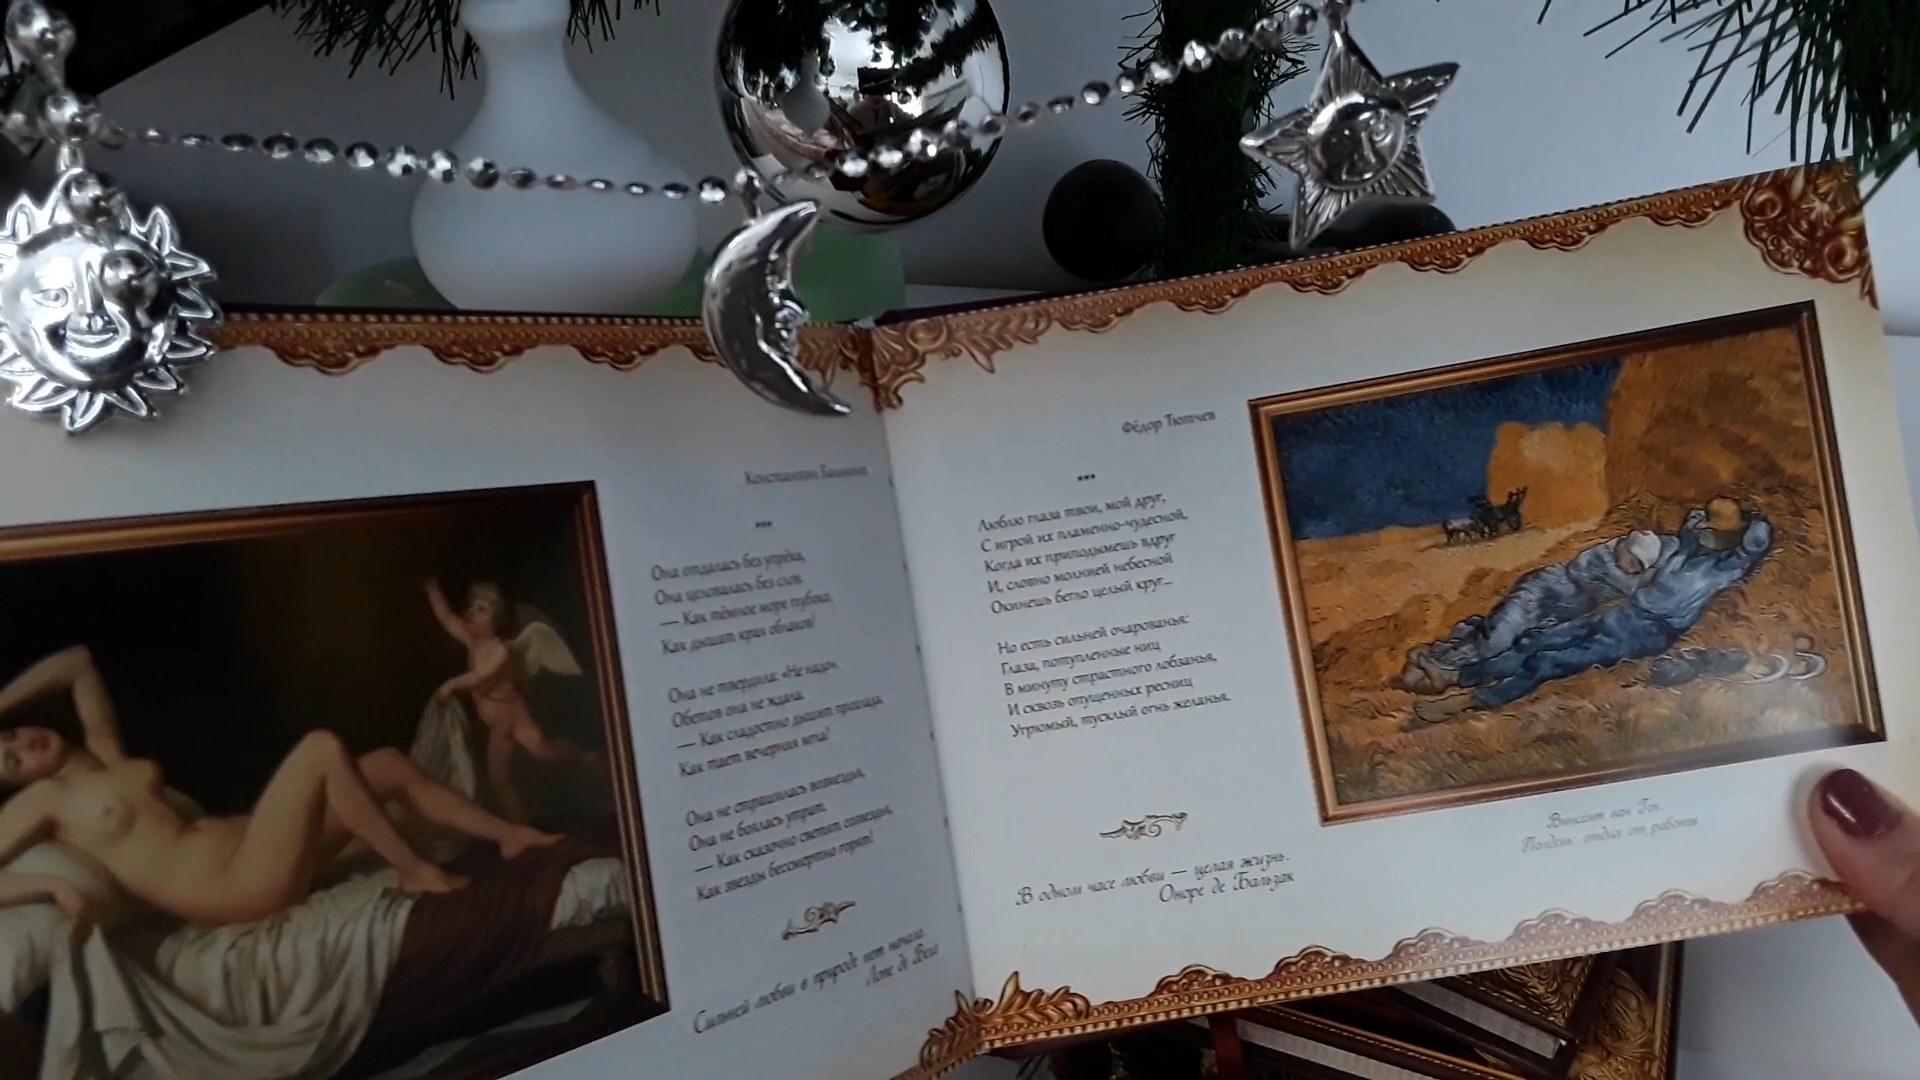 Константин Бальмонт
***
Она отдалась без упрёка,
Она целовалась без слов.
— Как тёмное море глубоко,
Как дышат края облаков!
Она не твердила: «Не надо»,
Обетов она не ждала.
— Как сладостно дышит прохлада,
Как тает вечерняя мгла!
Она не страшилась возмездья,
Она не боялась утрат.
— Как сказочно светят созвездья,
Как звезды бессмертно горят!
Сильней любви в природе нет начала.
Лопе де Вега
Фёдор Тютчев
***
Люблю глаза твои, мой друг,
С игрой их пламенно-чудесной,
Когда их приподымешь вдруг
И, словно молнией небесной
Окинешь бегло целый круг...
Но есть сильней очарованья:
Глаза, потупленные ниц
В минуту страстного лобзанья,
И сквозь опущенных ресниц
Угрюмый, тусклый огнь желанья.
В одном часе любви — целая жизнь.
Оноре де Бальзак
Винсент ван Гог.
Полдень. отдых от работы